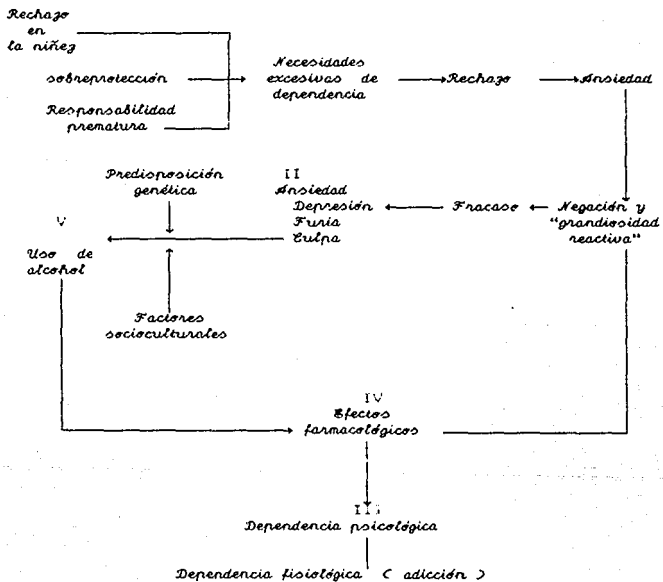 Rechazo
en
la niñez
sobreprotección
Responsabilidad
prematura
Necesidades
excesivas de
dependencia
Rechazo
Ansiedad
Predisposición
genética
II
Ansiedad
Depresión
Furia
Culpa
Fracaso
Negación y
"grandiosidad
reactiva"
V
Uso de
alcohol
Factores
socioculturales
IV
Efectos
farmacológicos
III
Dependencia psicológica
Dependencia fisiológica ( adicción )